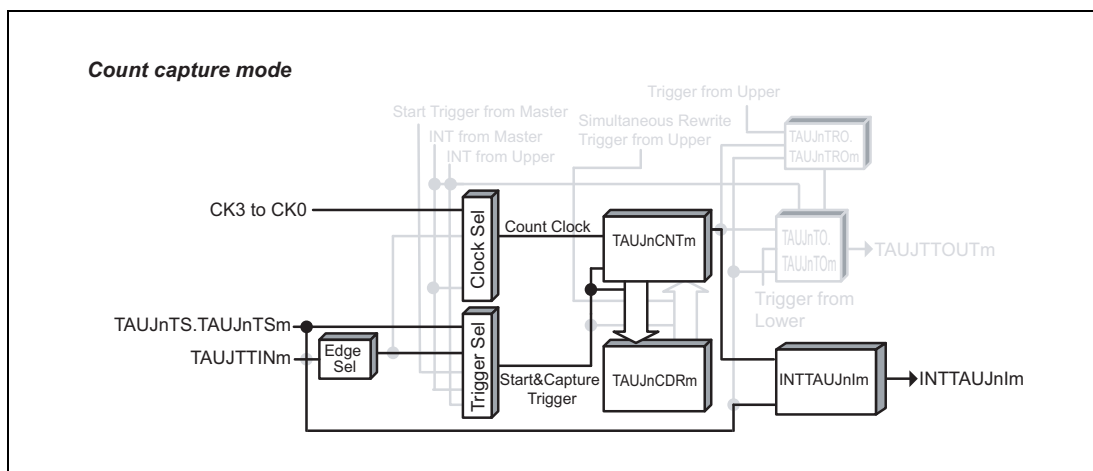 Count capture mode
Trigger from Upper
Start Trigger from Master
Simultaneous Rewrite
Trigger from Upper
INT from Master
INT from Upper
TAUJnTRO.
TAUJnTROm
CK3 to CK0
Clock Sel
Count Clock
TAUJnCNTm
TAUJnTO.
TAUJnTOm
TAUJTTOUTm
Trigger from
Lower
TAUJnTS.TAUJnTSm
TAUJTTINm
Edge
Sel
Trigger Sel
Start&Capture
Trigger
TAUJnCDRm
INTTAUJnIm
INTTAUJnIm